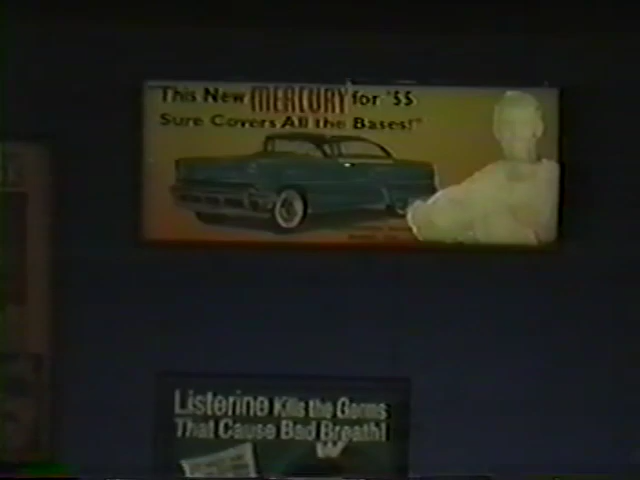 This New MERCURY for '55
Sure Covers All the Bases!"
Listerine Kills the Germs
That Cause Bad Breath!